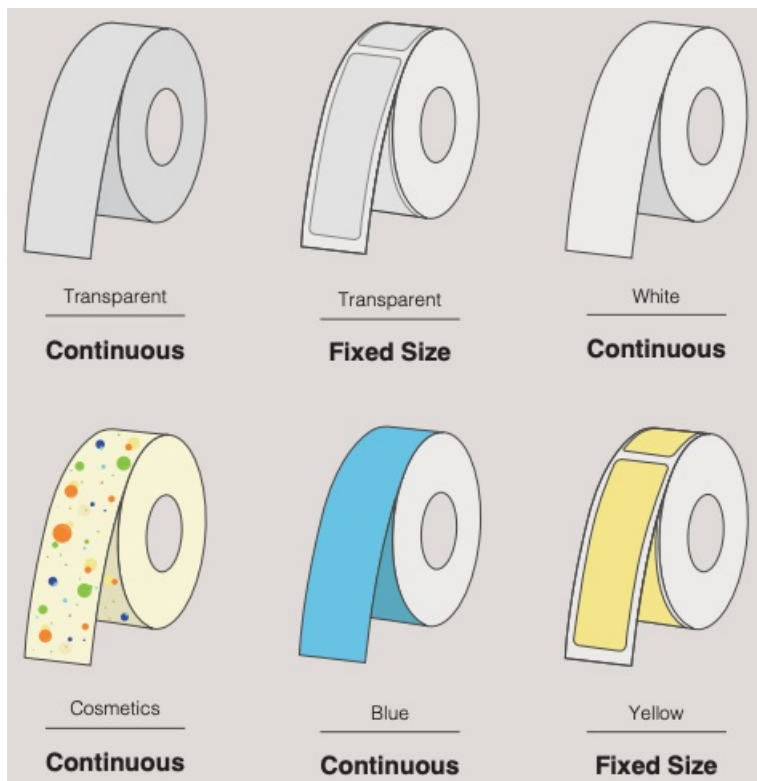 Transparent
Continuous
Transparent
Fixed Size
White
Continuous
Cosmetics
Continuous
Blue
Continuous
Yellow
Fixed Size